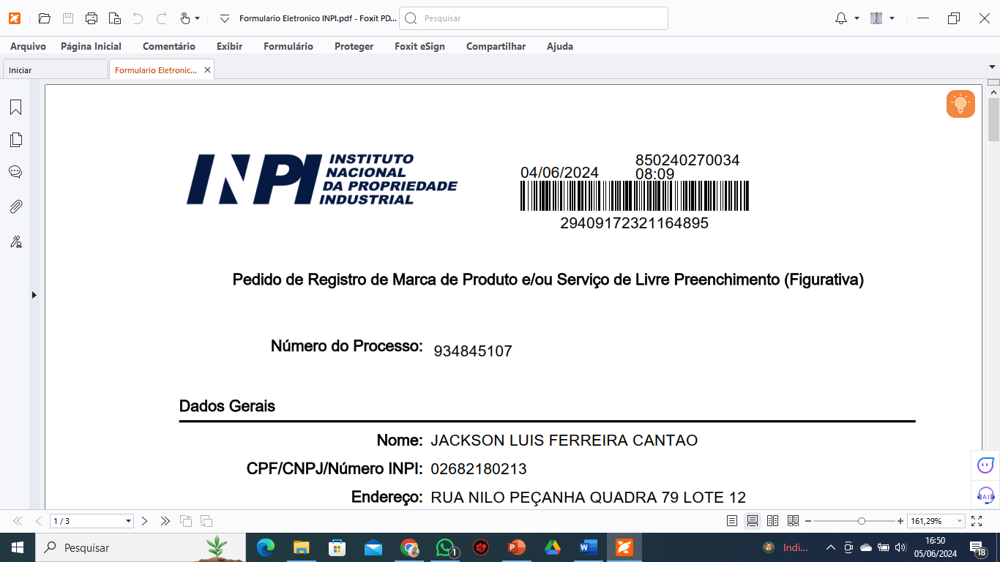 Formulario Eletronico INPI.pdf - Foxit PD...
Pesquisar
Arquivo Página Inicial Comentário Exibir Formulário Proteger Foxit eSign Compartilhar Ajuda
Iniciar
Formulario Eletronic...
INPI
INSTITUTO
NACIONAL
DA PROPRIEDADE
INDUSTRIAL
850240270034
04/06/2024 08:09
29409172321164895
Pedido de Registro de Marca de Produto e/ou Serviço de Livre Preenchimento (Figurativa)
Número do Processo: 934845107
Dados Gerais
Nome: JACKSON LUIS FERREIRA CANTAO
CPF/CNPJ/Número INPI: 02682180213
Endereço: RUA NILO PEÇANHA QUADRA 79 LOTE 12
AI
1 / 3
161,29%
Pesquisar
1
Indi...
16:50
05/06/2024
18